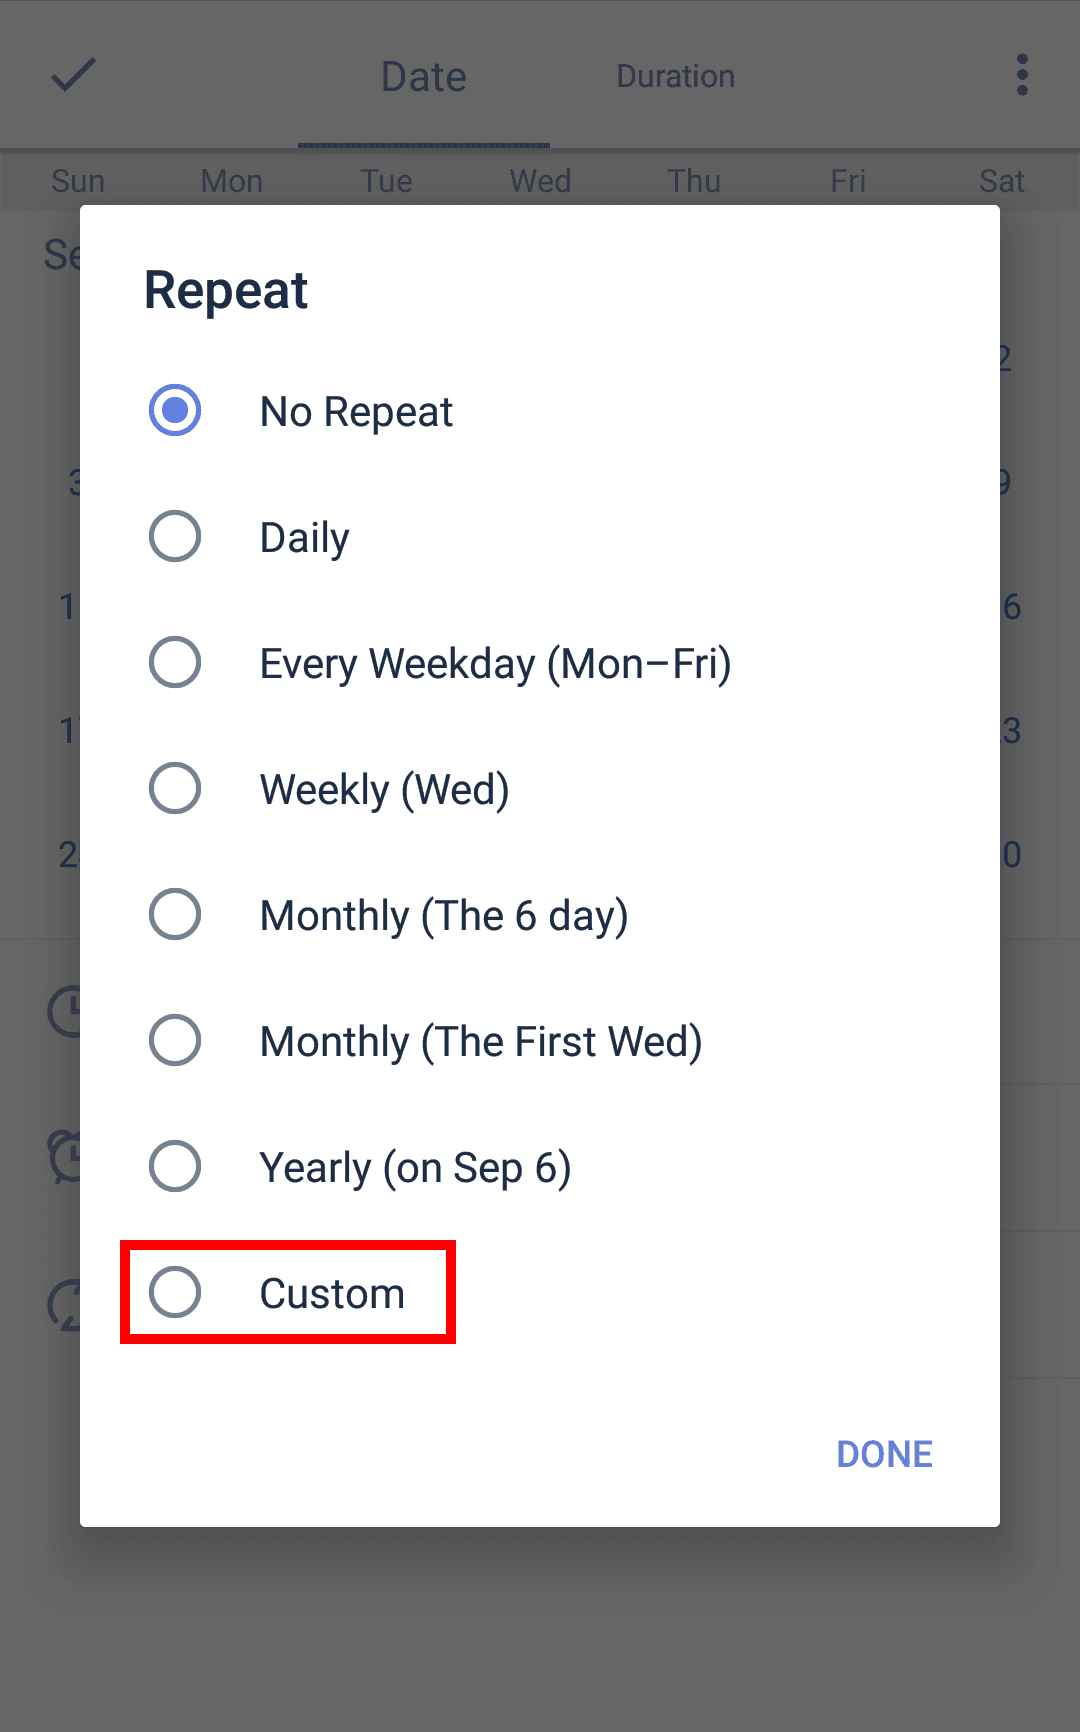 Date Duration
Sun Mon Tue Wed Thu Fri Sat
Repeat
No Repeat
Daily
Every Weekday (Mon–Fri)
Weekly (Wed)
Monthly (The 6 day)
Monthly (The First Wed)
Yearly (on Sep 6)
Custom
DONE